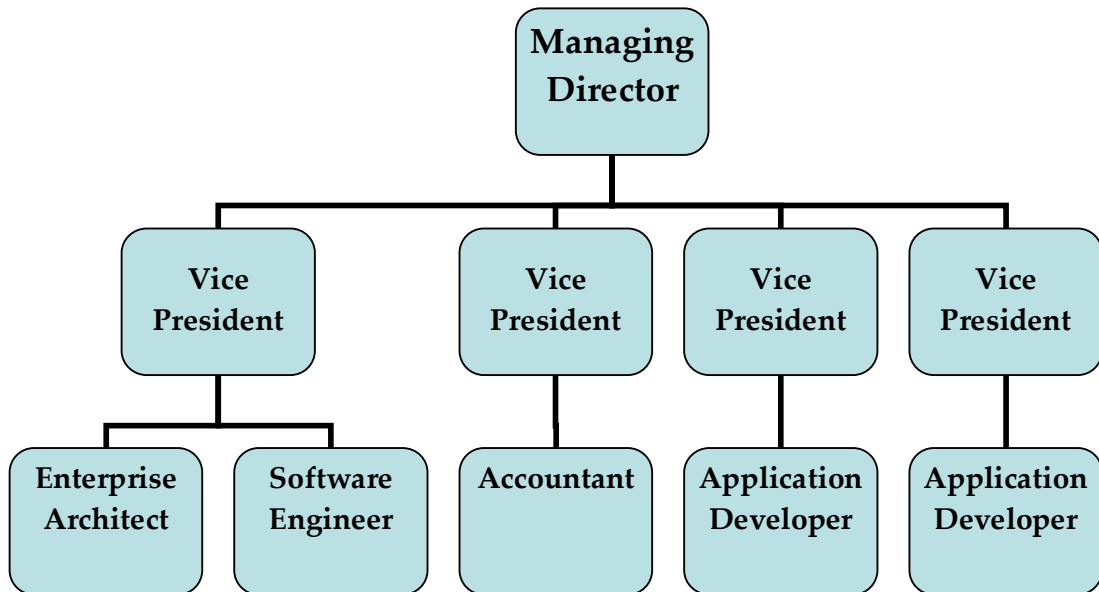 Managing
Director
Vice
President
Vice
President
Vice
President
Vice
President
Enterprise
Architect
Software
Engineer
Accountant
Application
Developer
Application
Developer